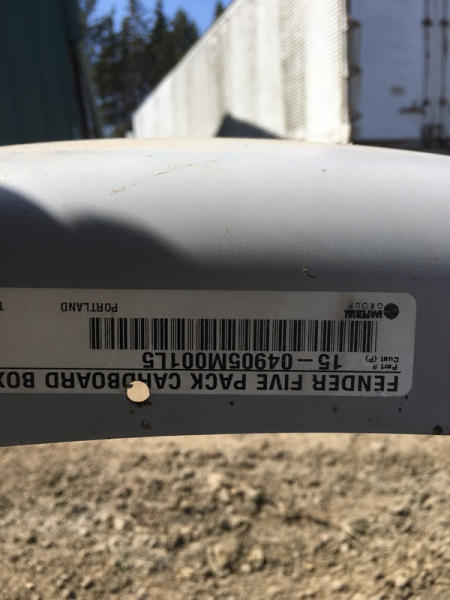 FENDER FIVE PACK CARDBOARD BOX
Part #
Cust (P)
15-04905M001L5
IMPERIAL
GROUP
PORTLAND